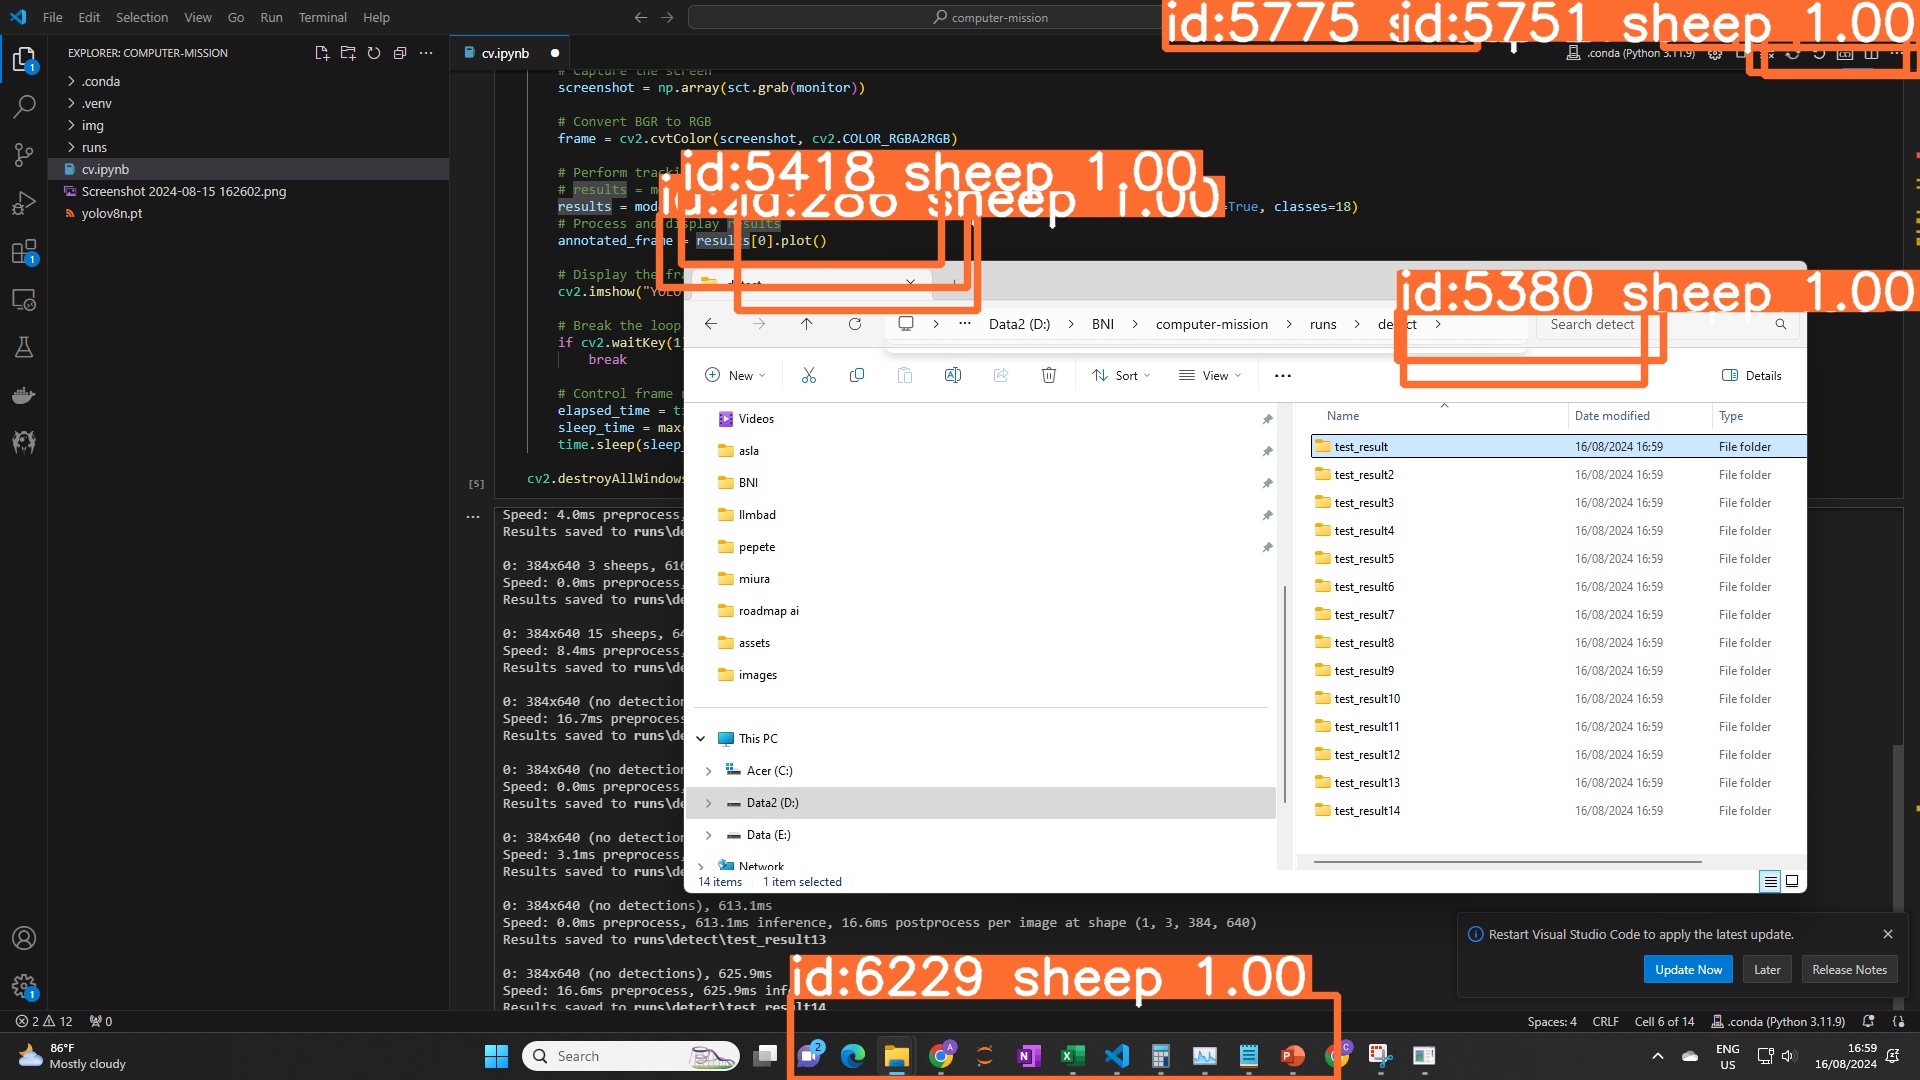 File Edit Selection View Go Run Terminal Help
computer-mission
id:5775 s
id:5751 sheep 1.00
EXPLORER: COMPUTER-MISSION
.conda
.venv
img
runs
cv.ipynb
Screenshot 2024-08-15 162602.png
yolov8n.pt
1
1
1
cv.ipynb
.conda (Python 3.11.9)
# Capture the screen
screenshot = np.array(sct.grab(monitor))
# Convert BGR to RGB
frame = cv2.cvtColor(screenshot, cv2.COLOR_RGBA2RGB)
# Perform tracki
id:5418 sheep 1.00
# results = m
id:286 sheep 1.00
results = mod
=True, classes=18)
# Process and display results
annotated_frame = results[0].plot()
# Display the fra
cv2.imshow("YOLO
# Break the loop
if cv2.waitKey(1)
break
# Control frame r
elapsed_time = ti
sleep_time = max(
time.sleep(sleep_
cv2.destroyAllWindows
[5]
id:5380 sheep 1.00
Data2 (D:) BNI computer-mission runs detect
Search detect
New
Sort
View
Details
Videos
asla
BNI
llmbad
pepete
miura
roadmap ai
assets
images
This PC
Acer (C:)
Data2 (D:)
Data (E:)
Network
14 items 1 item selected
Name Date modified Type
test_result 16/08/2024 16:59 File folder
test_result2 16/08/2024 16:59 File folder
test_result3 16/08/2024 16:59 File folder
test_result4 16/08/2024 16:59 File folder
test_result5 16/08/2024 16:59 File folder
test_result6 16/08/2024 16:59 File folder
test_result7 16/08/2024 16:59 File folder
test_result8 16/08/2024 16:59 File folder
test_result9 16/08/2024 16:59 File folder
test_result10 16/08/2024 16:59 File folder
test_result11 16/08/2024 16:59 File folder
test_result12 16/08/2024 16:59 File folder
test_result13 16/08/2024 16:59 File folder
test_result14 16/08/2024 16:59 File folder
Speed: 4.0ms preprocess,
Results saved to runs\de
0: 384x640 3 sheeps, 616
Speed: 0.0ms preprocess,
Results saved to runs\de
0: 384x640 15 sheeps, 64
Speed: 8.4ms preprocess,
Results saved to runs\de
0: 384x640 (no detection
Speed: 16.7ms preprocess
Results saved to runs\de
0: 384x640 (no detection
Speed: 0.0ms preprocess,
Results saved to runs\de
0: 384x640 (no detection
Speed: 3.1ms preprocess,
Results saved to runs\de
0: 384x640 (no detections), 613.1ms
Speed: 0.0ms preprocess, 613.1ms inference, 16.6ms postprocess per image at shape (1, 3, 384, 640)
Results saved to runs\detect\test_result13
0: 384x640 (no detections), 625.9ms
Speed: 16.6ms preprocess, 625.9ms inf
Results saved to runs\detect\test_result14
id:6229 sheep 1.00
Restart Visual Studio Code to apply the latest update.
Update Now Later Release Notes
2 12 0
Spaces: 4 CRLF Cell 6 of 14 .conda (Python 3.11.9)
86°F
Mostly cloudy
Search
2
ENG
US
16:59
16/08/2024